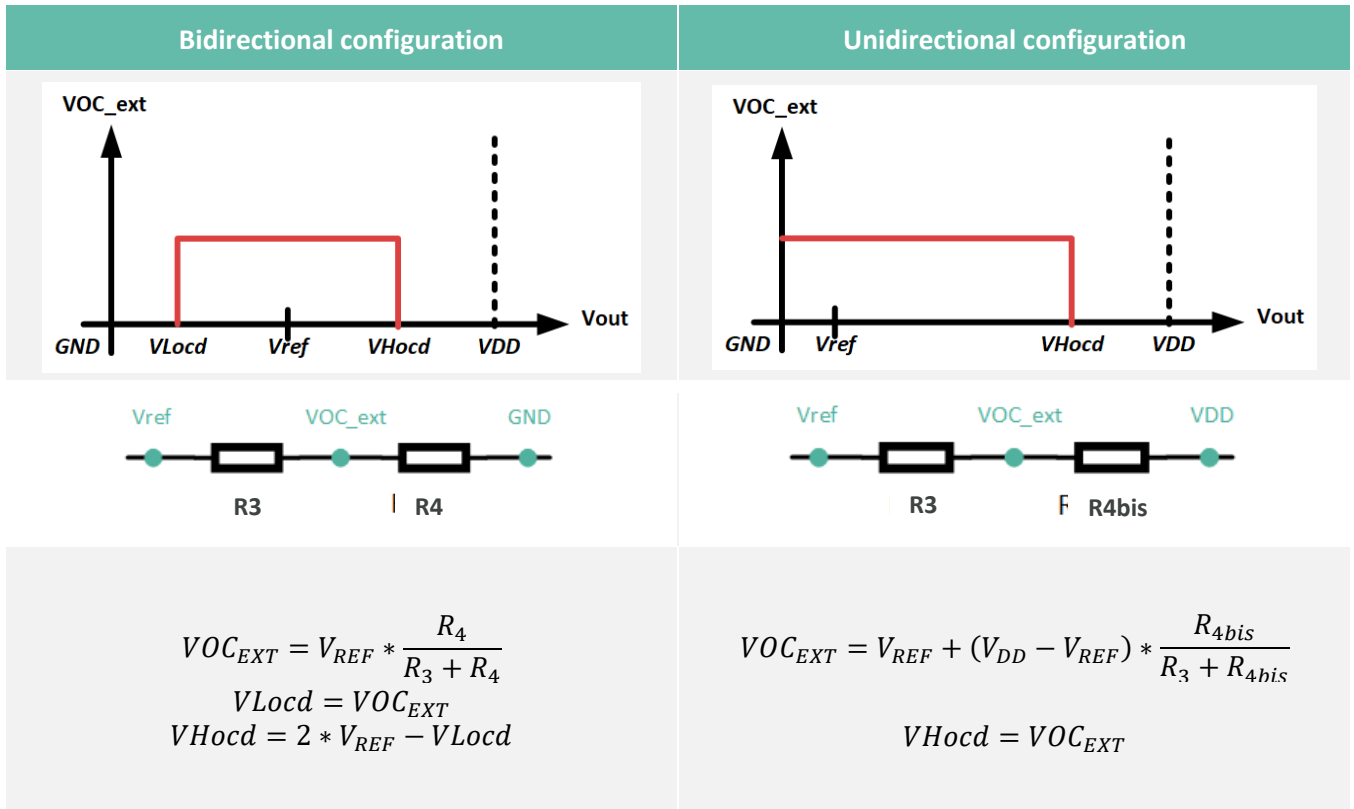 Bidirectional configuration
Unidirectional configuration
VOC_ext
Vout
GND VLocd Vref VHocd VDD
VOC_ext
Vout
GND Vref VHocd VDD
Vref VOC_ext GND
R3 R4
Vref VOC_ext VDD
R3 R R4bis
VOC_EXT = V_REF * R_4 / (R_3 + R_4)
VLocd = VOC_EXT
VHocd = 2 * V_REF − VLocd
VOC_EXT = V_REF + (V_DD − V_REF) * R_4bis / (R_3 + R_4bis)
VHocd = VOC_EXT